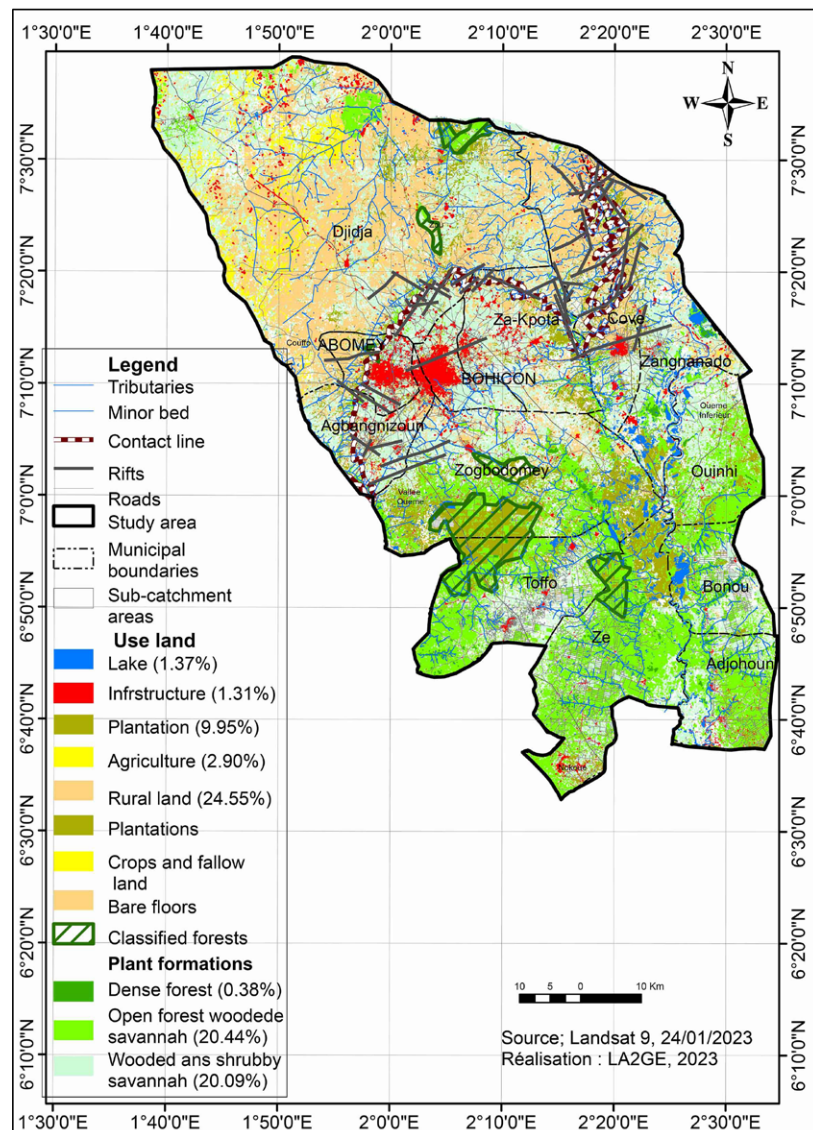 1°30'0"E 1°40'0"E 1°50'0"E 2°0'0"E 2°10'0"E 2°20'0"E 2°30'0"E
N
W E
S
7°30'0"N 7°30'0"N
Djidja
7°20'0"N 7°20'0"N
Za-Kpota
Cove
Couffo
ABOMEY
Zangnanado
Legend
7°10'0"N 7°10'0"N
BOHICON
Tributaries
Minor bed
Oueme
Inferieur
Agbangnizoun
Contact line
Zogbodomey
Oujnhi
Rifts
Vallée
Oueme
7°0'0"N 7°0'0"N
Roads
Study area
Municipal
boundaries
Toffo
Bonou
Sub-catchment
areas
6°50'0"N 6°50'0"N
Ze
Use land
Adjohoun
Lake (1.37%)
Infrstructure (1.31%)
6°40'0"N 6°40'0"N
Plantation (9.95%)
Agriculture (2.90%)
Rural land (24.55%)
6°30'0"N 6°30'0"N
Plantations
Crops and fallow
land
Bare floors
6°20'0"N 6°20'0"N
Classified forests
Plant formations
Dense forest (0.38%)
10 5 0 10 Km
Open forest woodede
savannah (20.44%)
Source; Landsat 9, 24/01/2023
Réalisation : LA2GE, 2023
6°10'0"N 6°10'0"N
Wooded ans shrubby
savannah (20.09%)
1°30'0"E 1°40'0"E 1°50'0"E 2°0'0"E 2°10'0"E 2°20'0"E 2°30'0"E